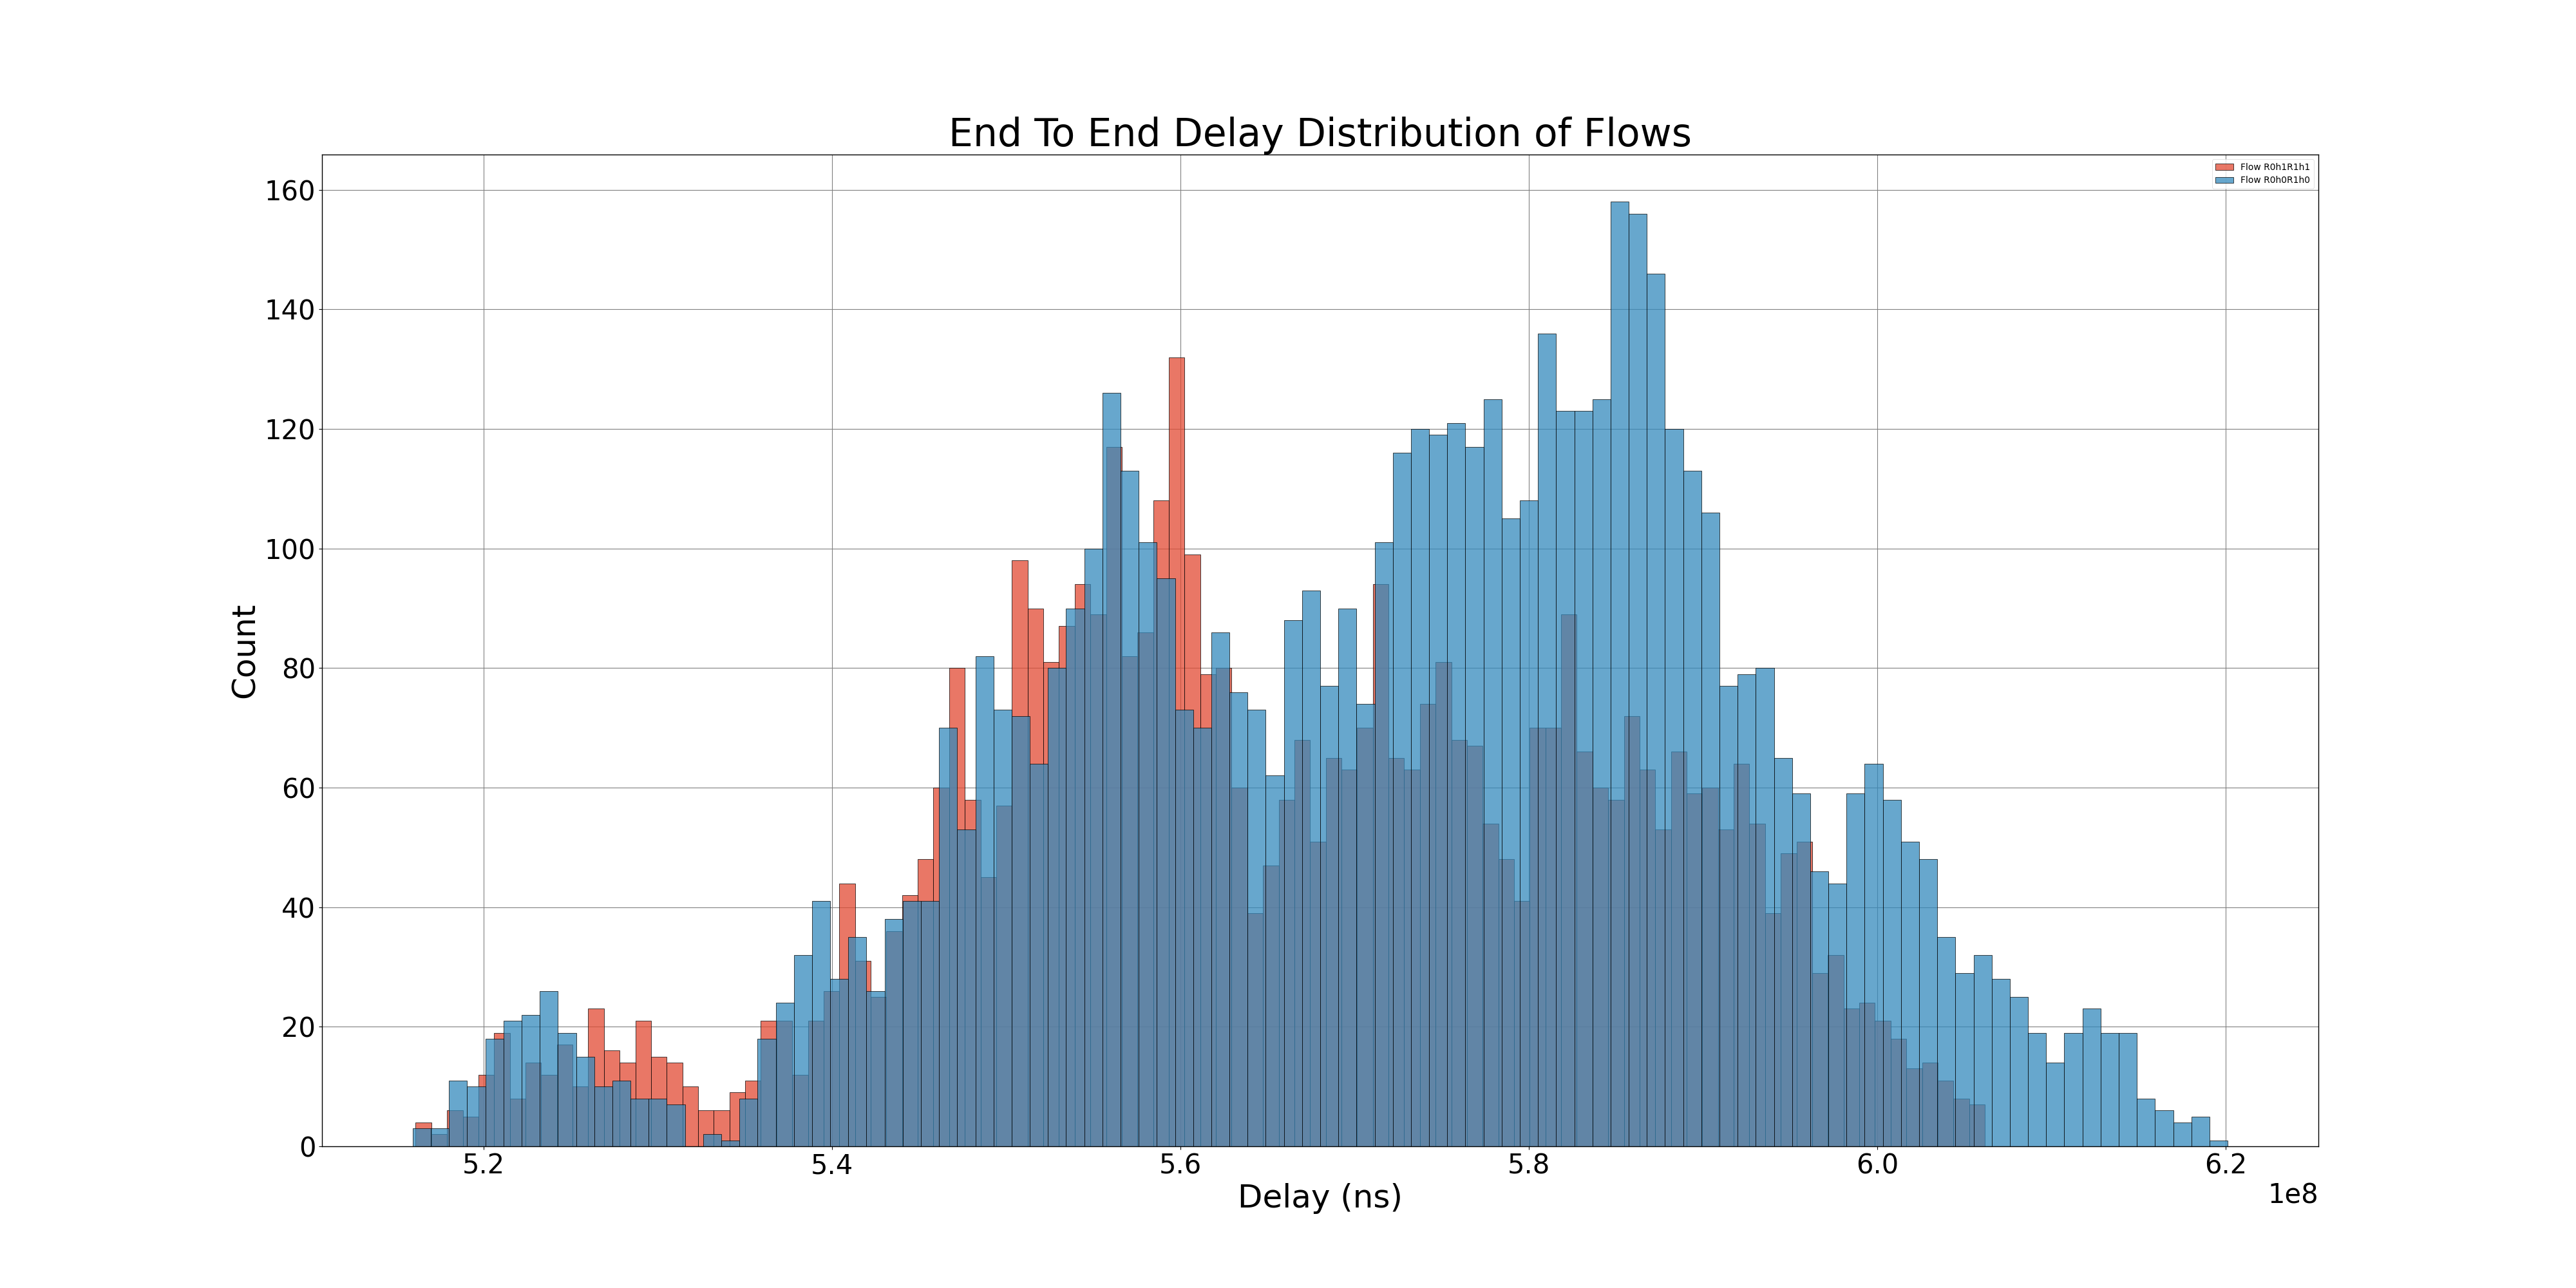 End To End Delay Distribution of Flows
Flow R0h1R1h1
Flow R0h0R1h0
160
140
120
100
80
60
40
20
0
Count
5.2 5.4 5.6 5.8 6.0 6.2
Delay (ns)
1e8